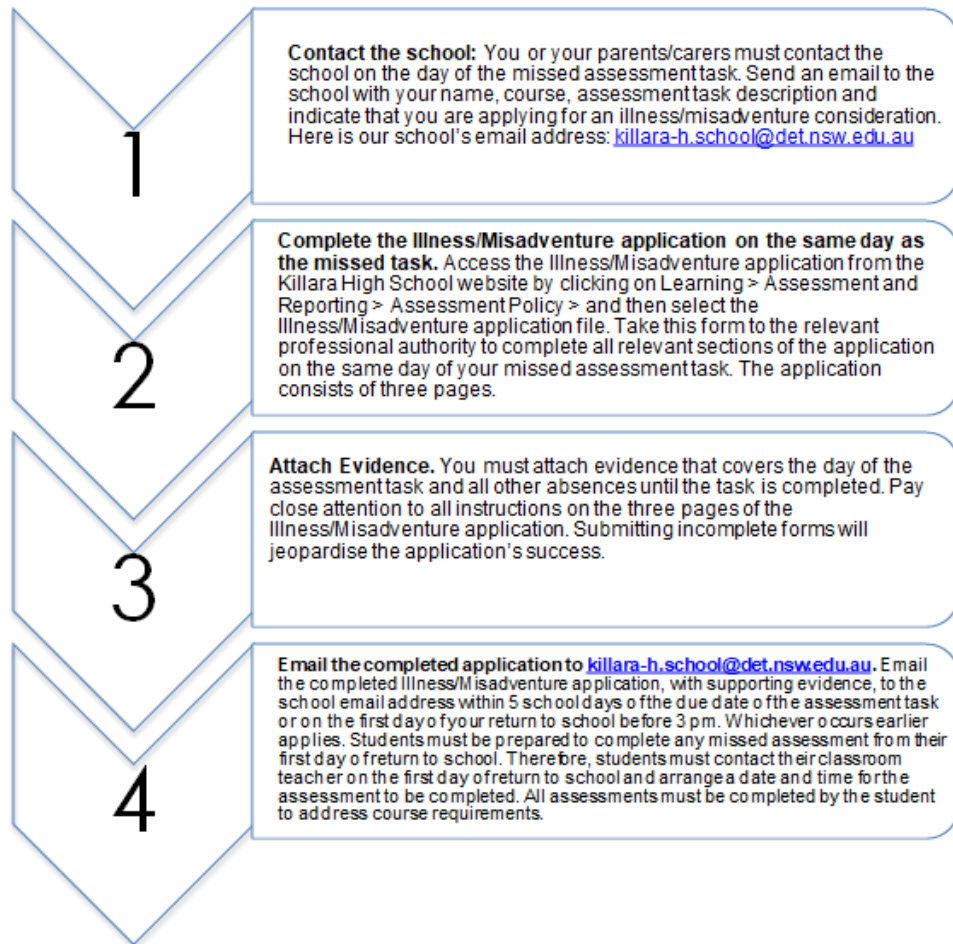 1
Contact the school: You or your parents/carers must contact the
school on the day of the missed assessment task. Send an email to the
school with your name, course, assessment task description and
indicate that you are applying for an illness/misadventure consideration.
Here is our school's email address: killara-h.school@det.nsw.edu.au
2
Complete the Illness/Misadventure application on the same day as
the missed task. Access the Illness/Misadventure application from the
Killara High School website by clicking on Learning > Assessment and
Reporting > Assessment Policy > and then select the
Illness/Misadventure application file. Take this form to the relevant
professional authority to complete all relevant sections of the application
on the same day of your missed assessment task. The application
consists of three pages.
3
Attach Evidence. You must attach evidence that covers the day of the
assessment task and all other absences until the task is completed. Pay
close attention to all instructions on the three pages of the
Illness/Misadventure application. Submitting incomplete forms will
jeopardise the application's success.
4
Email the completed application to killara-h.school@det.nsw.edu.au. Email
the completed Illness/Misadventure application, with supporting evidence, to the
school email address within 5 school days of the due date of the assessment task
or on the first day of your return to school before 3 pm. Whichever occurs earlier
applies. Students must be prepared to complete any missed assessment from their
first day of return to school. Therefore, students must contact their classroom
teacher on the first day of return to school and arrange a date and time for the
assessment to be completed. All assessments must be completed by the student
to address course requirements.